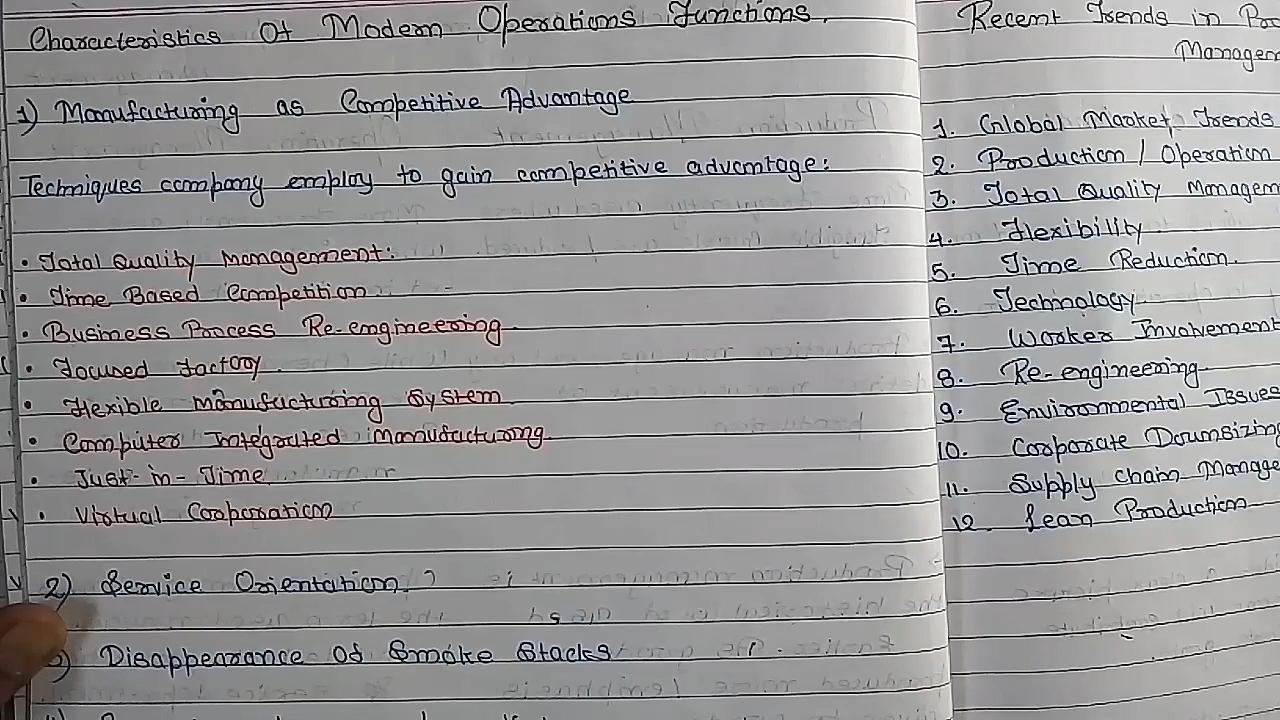 Characteristics Of Modern Operations Functions.
1) Manufacturing as Competitive Advantage
Techniques company employ to gain competitive advantage:
• Total Quality Management:
• Time Based Competition
• Business Process Re-engineering
• Focused Factory.
• Flexible Manufacturing System
• Computer Integrated Manufacturing
• Just-in-Time
• Virtual Corporation
2) Service Orientation
3) Disappearance Of Smoke Stacks
Recent Trends in
1. Global Market Trends
2. Production / Operation
3. Total Quality
4. Flexibility
5. Time Reduction.
6. Technology
7. Worker Involvement
8. Re-engineering
9. Environmental Issues
10. Corporate Downsizing
11. Supply Chain
12. Lean Production